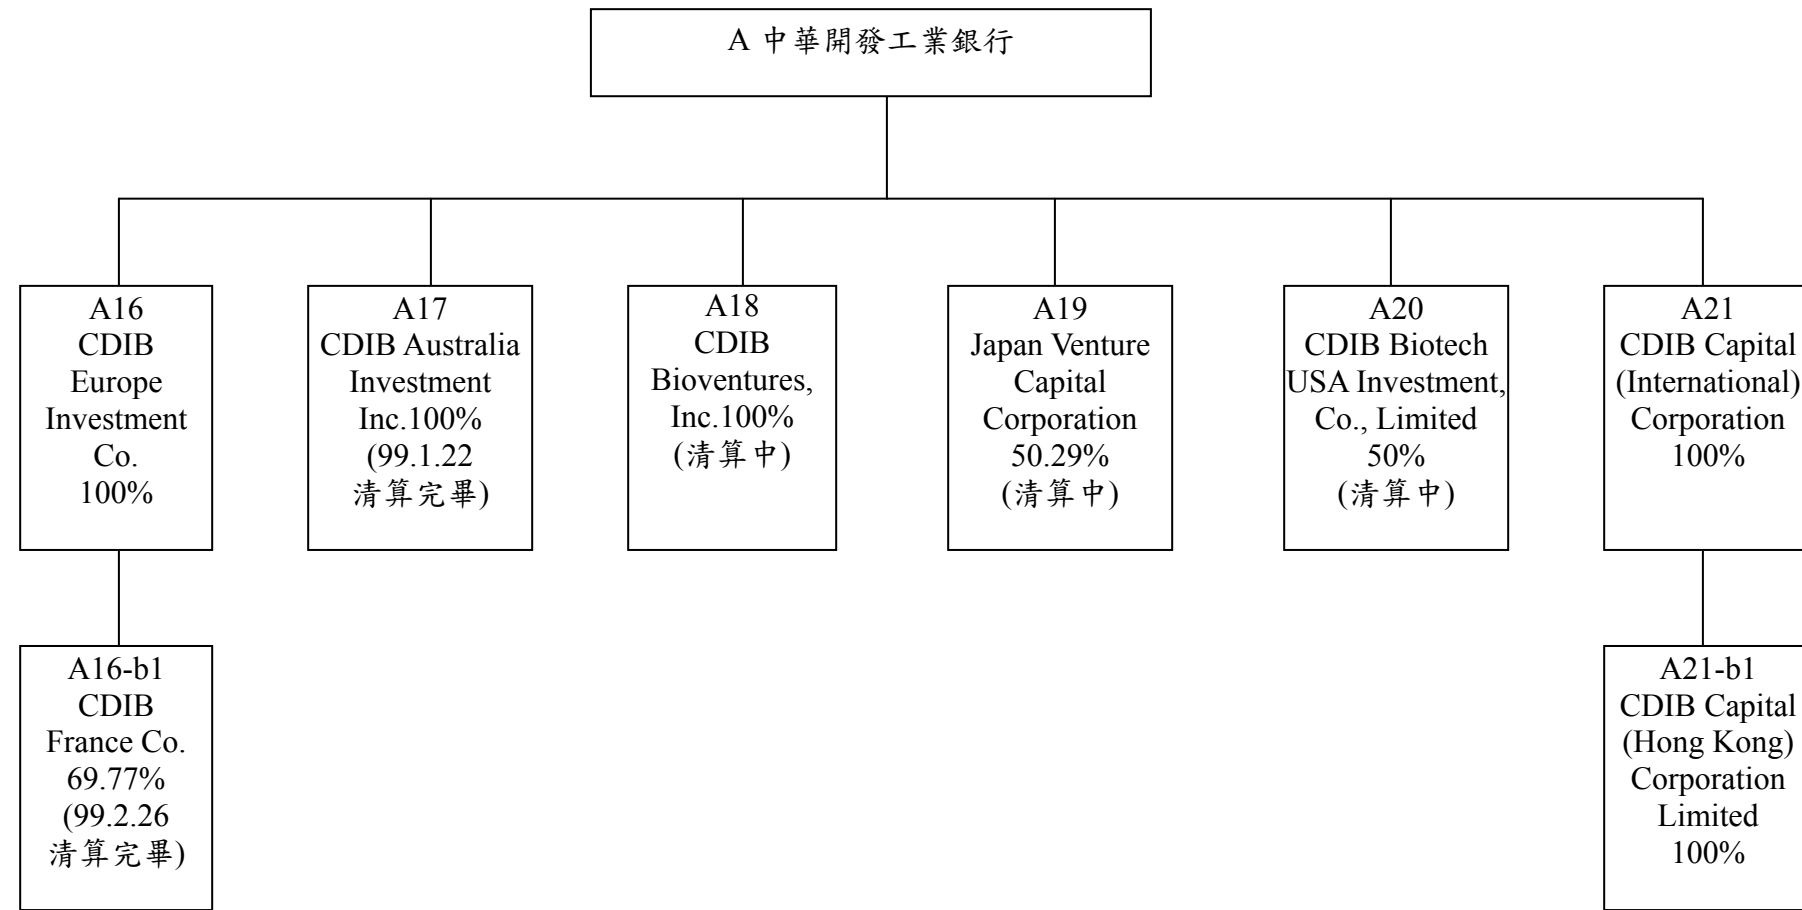 A 中華開發工業銀行
A16
CDIB
Europe
Investment
Co.
100%
A17
CDIB Australia
Investment
Inc.100%
(99.1.22
清算完畢)
A18
CDIB
Bioventures,
Inc.100%
(清算中)
A19
Japan Venture
Capital
Corporation
50.29%
(清算中)
A20
CDIB Biotech
USA Investment,
Co., Limited
50%
(清算中)
A21
CDIB Capital
(International)
Corporation
100%
A16-b1
CDIB
France Co.
69.77%
(99.2.26
清算完畢)
A21-b1
CDIB Capital
(Hong Kong)
Corporation
Limited
100%